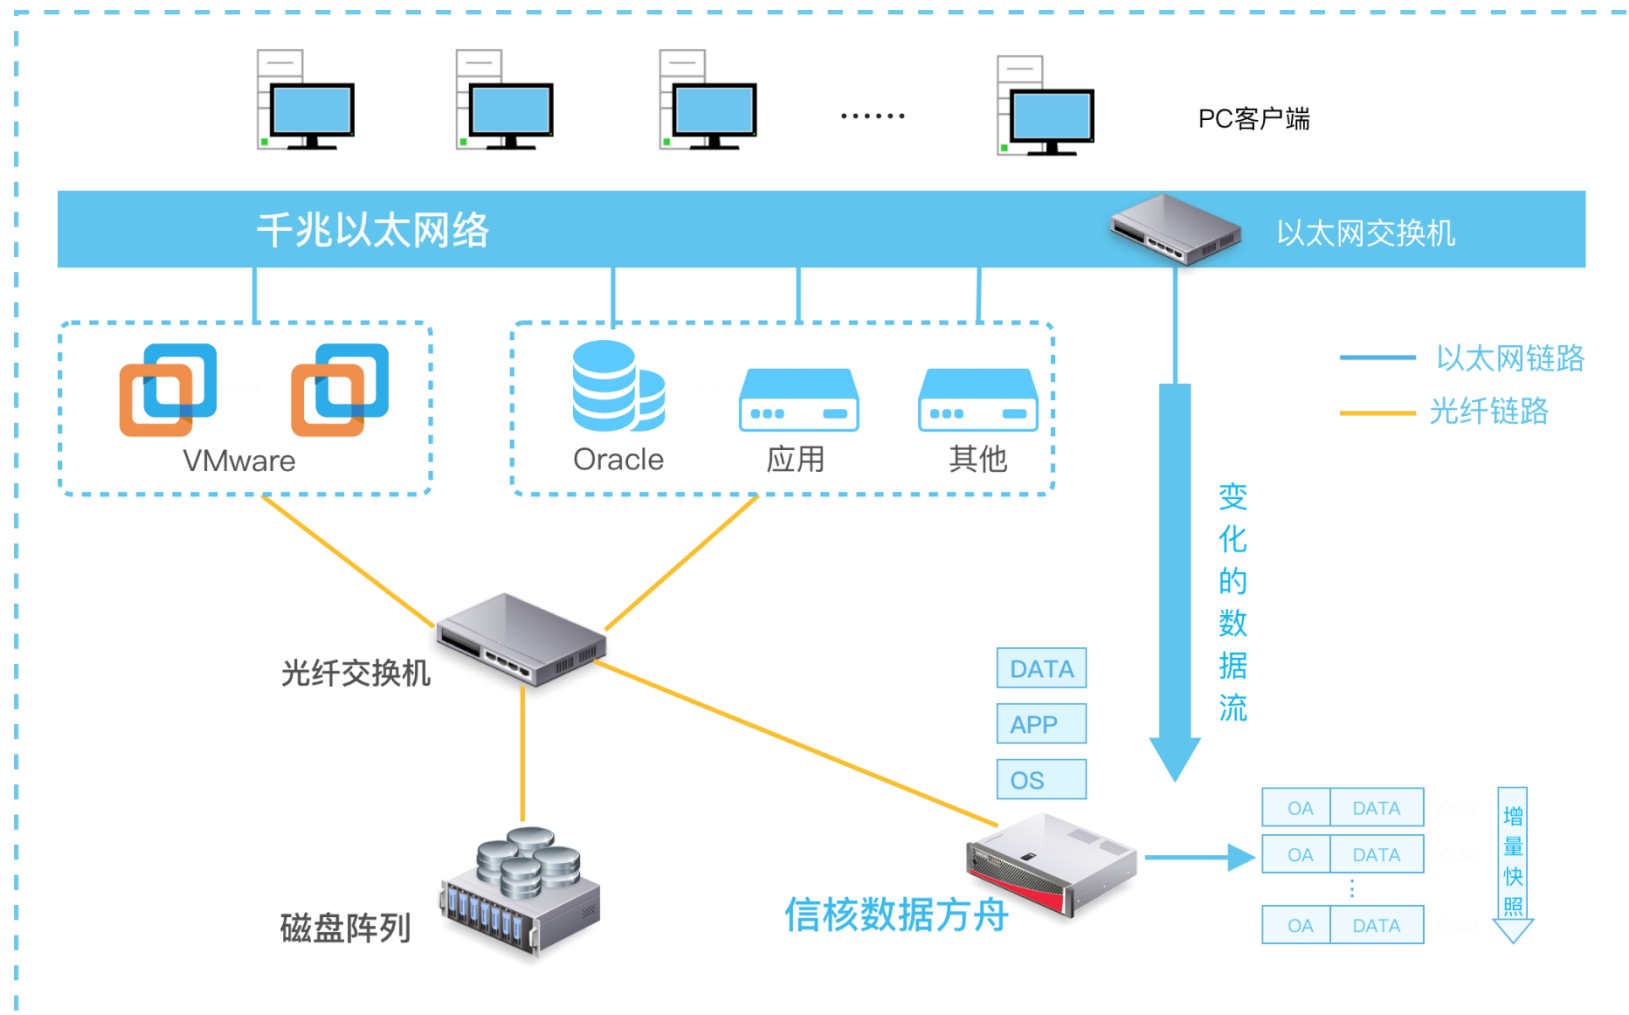 PC客户端
千兆以太网络
以太网交换机
以太网链路
光纤链路
VMware
Oracle
应用
其他
变化的数据流
光纤交换机
DATA
APP
OS
OA DATA
OA DATA
OA DATA
增量快照
信核数据方舟
磁盘阵列